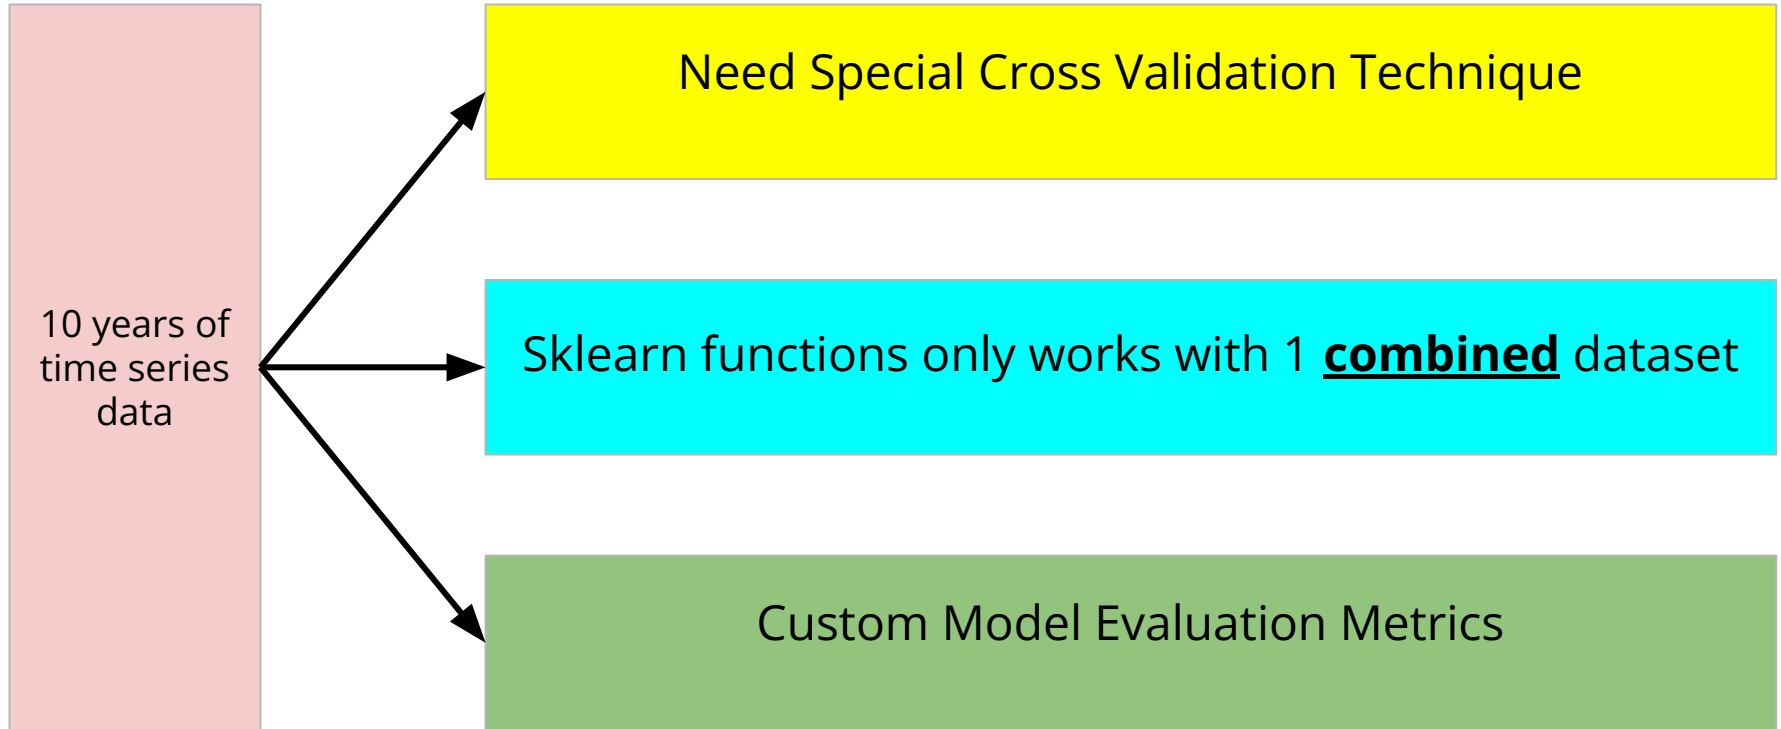 10 years of
time series
data
Need Special Cross Validation Technique
Sklearn functions only works with 1 combined dataset
Custom Model Evaluation Metrics